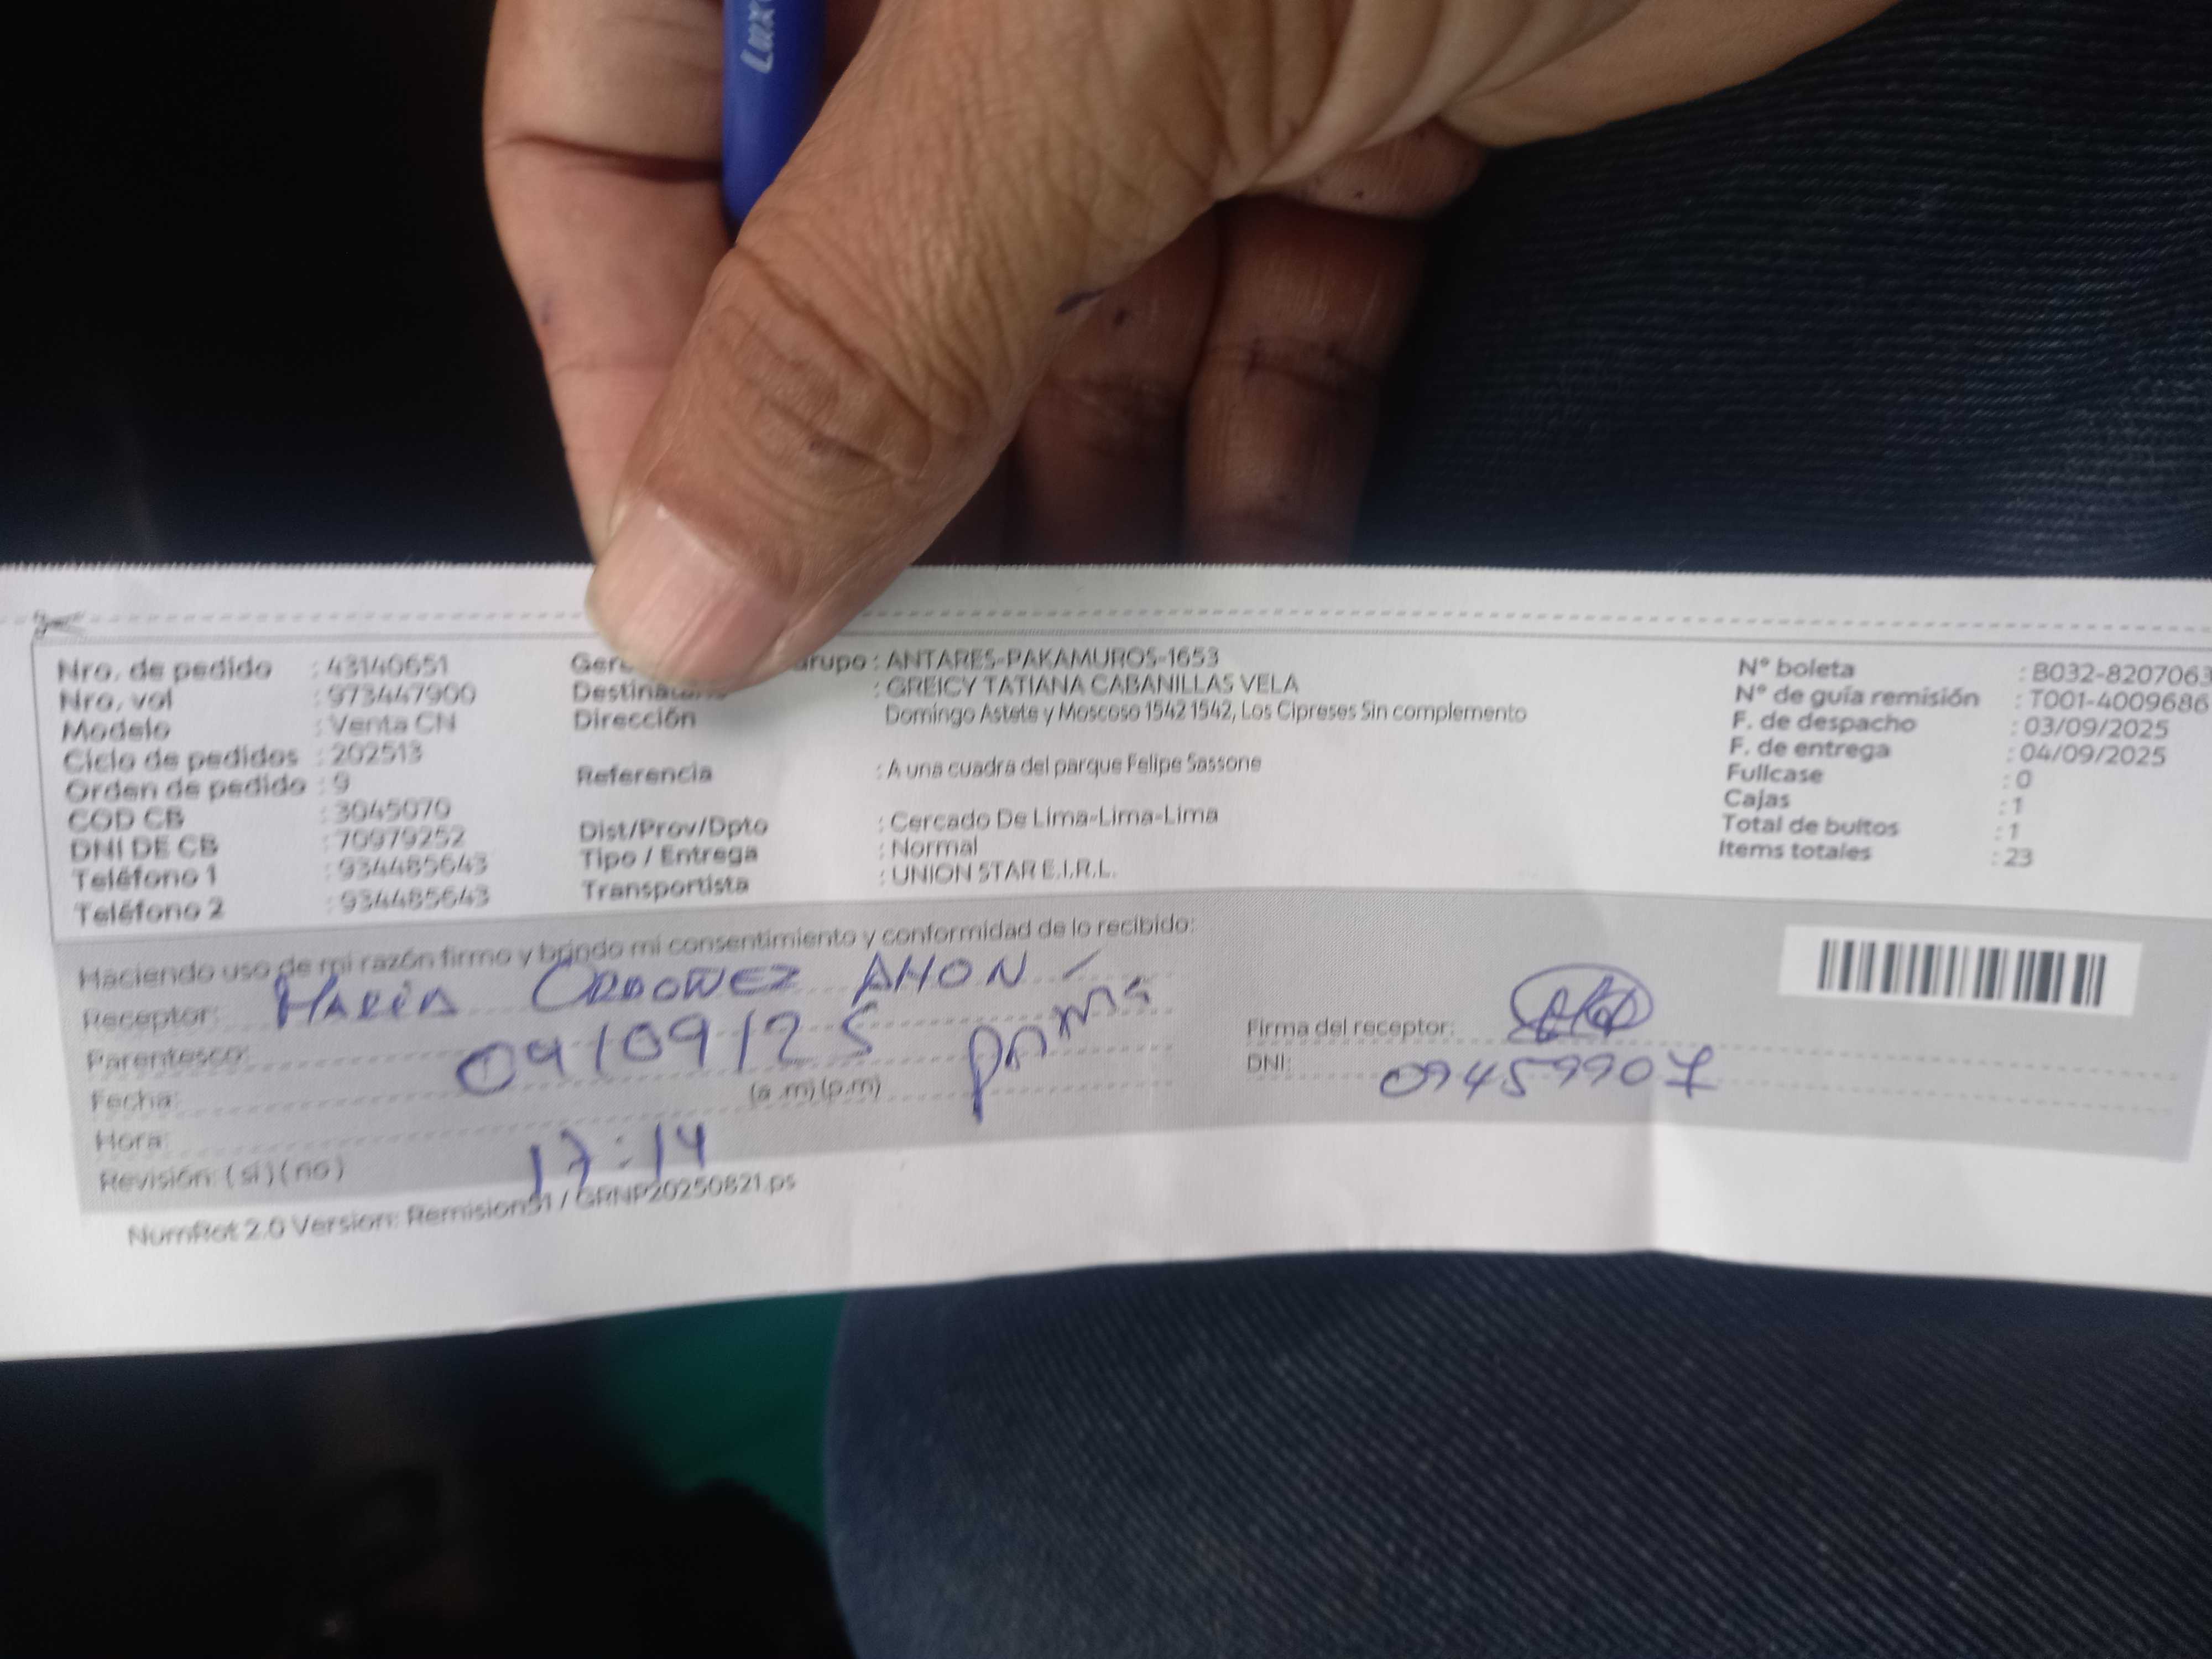 Lux
Nro. de pedido : 43140651
Nro. vol : 973447900
Modelo : Venta CN
Ciclo de pedidos : 202513
Orden de pedido : 9
COD CB : 3045070
DNI DE CB : 70979252
Teléfono 1 : 934485643
Teléfono 2 : 934485643
Grupo : ANTARES-PAKAMUROS-1653
Destinatario : GREICY TATIANA CABANILLAS VELA
Dirección Domingo Astete y Moscoso 1542 1542, Los Cipreses Sin complemento
Referencia : A una cuadra del parque Felipe Sassone
Dist/Prov/Dpto : Cercado De Lima-Lima-Lima
Tipo / Entrega : Normal
Transportista : UNION STAR E.I.R.L.
N° boleta : B032-8207063
N° de guía remisión : T001-4009686
F. de despacho : 03/09/2025
F. de entrega : 04/09/2025
Fullcase : 0
Cajas : 1
Total de bultos : 1
Items totales : 23
Haciendo uso de mi razón firmo y brindo mi consentimiento y conformidad de lo recibido:
Receptor: MARÍA ORDOÑEZ AHON
Parentesco:
Fecha: 04/09/25
(a .m) (p.m)
Hora: 17:14
Revisión: ( si ) ( no )
Firma del receptor:
DNI: 09459907
NumRot 2.0 Version: Remision51 / GRNP20250821.ps